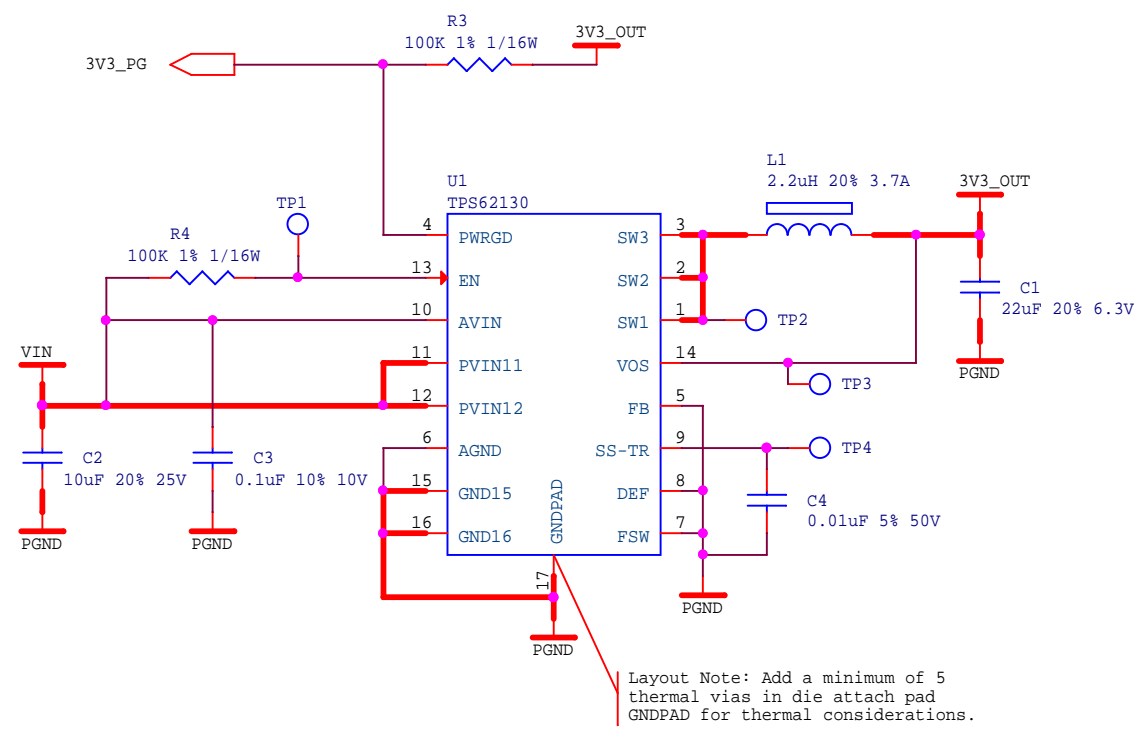 R3
100K 1% 1/16W
3V3_OUT
3V3_PG
L1
2.2uH 20% 3.7A
3V3_OUT
U1
TPS62130
TP1
R4
100K 1% 1/16W
4
PWRGD
SW3
3
13
EN
SW2
2
C1
22uF 20% 6.3V
10
AVIN
SW1
1
TP2
VIN
11
PVIN11
VOS
14
PGND
TP3
12
PVIN12
FB
5
6
AGND
SS-TR
9
TP4
C2
10uF 20% 25V
C3
0.1uF 10% 10V
15
GND15
DEF
8
C4
0.01uF 5% 50V
16
GND16
GNDPAD
FSW
7
PGND
PGND
17
PGND
PGND
Layout Note: Add a minimum of 5
thermal vias in die attach pad
GNDPAD for thermal considerations.